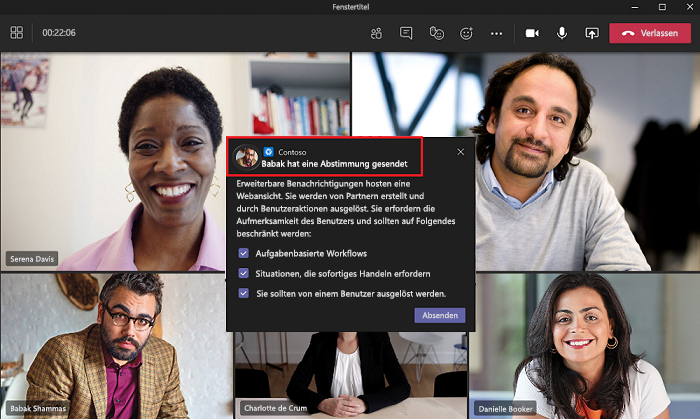 Fenstertitel
00:22:06
Verlassen
Contoso
Babak hat eine Abstimmung gesendet
Erweiterbare Benachrichtigungen hosten eine
Webansicht. Sie werden von Partnern erstellt und
durch Benutzeraktionen ausgelöst. Sie erfordern die
Aufmerksamkeit des Benutzers und sollten auf Folgendes
beschränkt werden:
Aufgabenbasierte Workflows
Situationen, die sofortiges Handeln erfordern
Sie sollten von einem Benutzer ausgelöst werden.
Absenden
Serena Davis
Babak Shammas
Charlotte de Crum
Danielle Booker